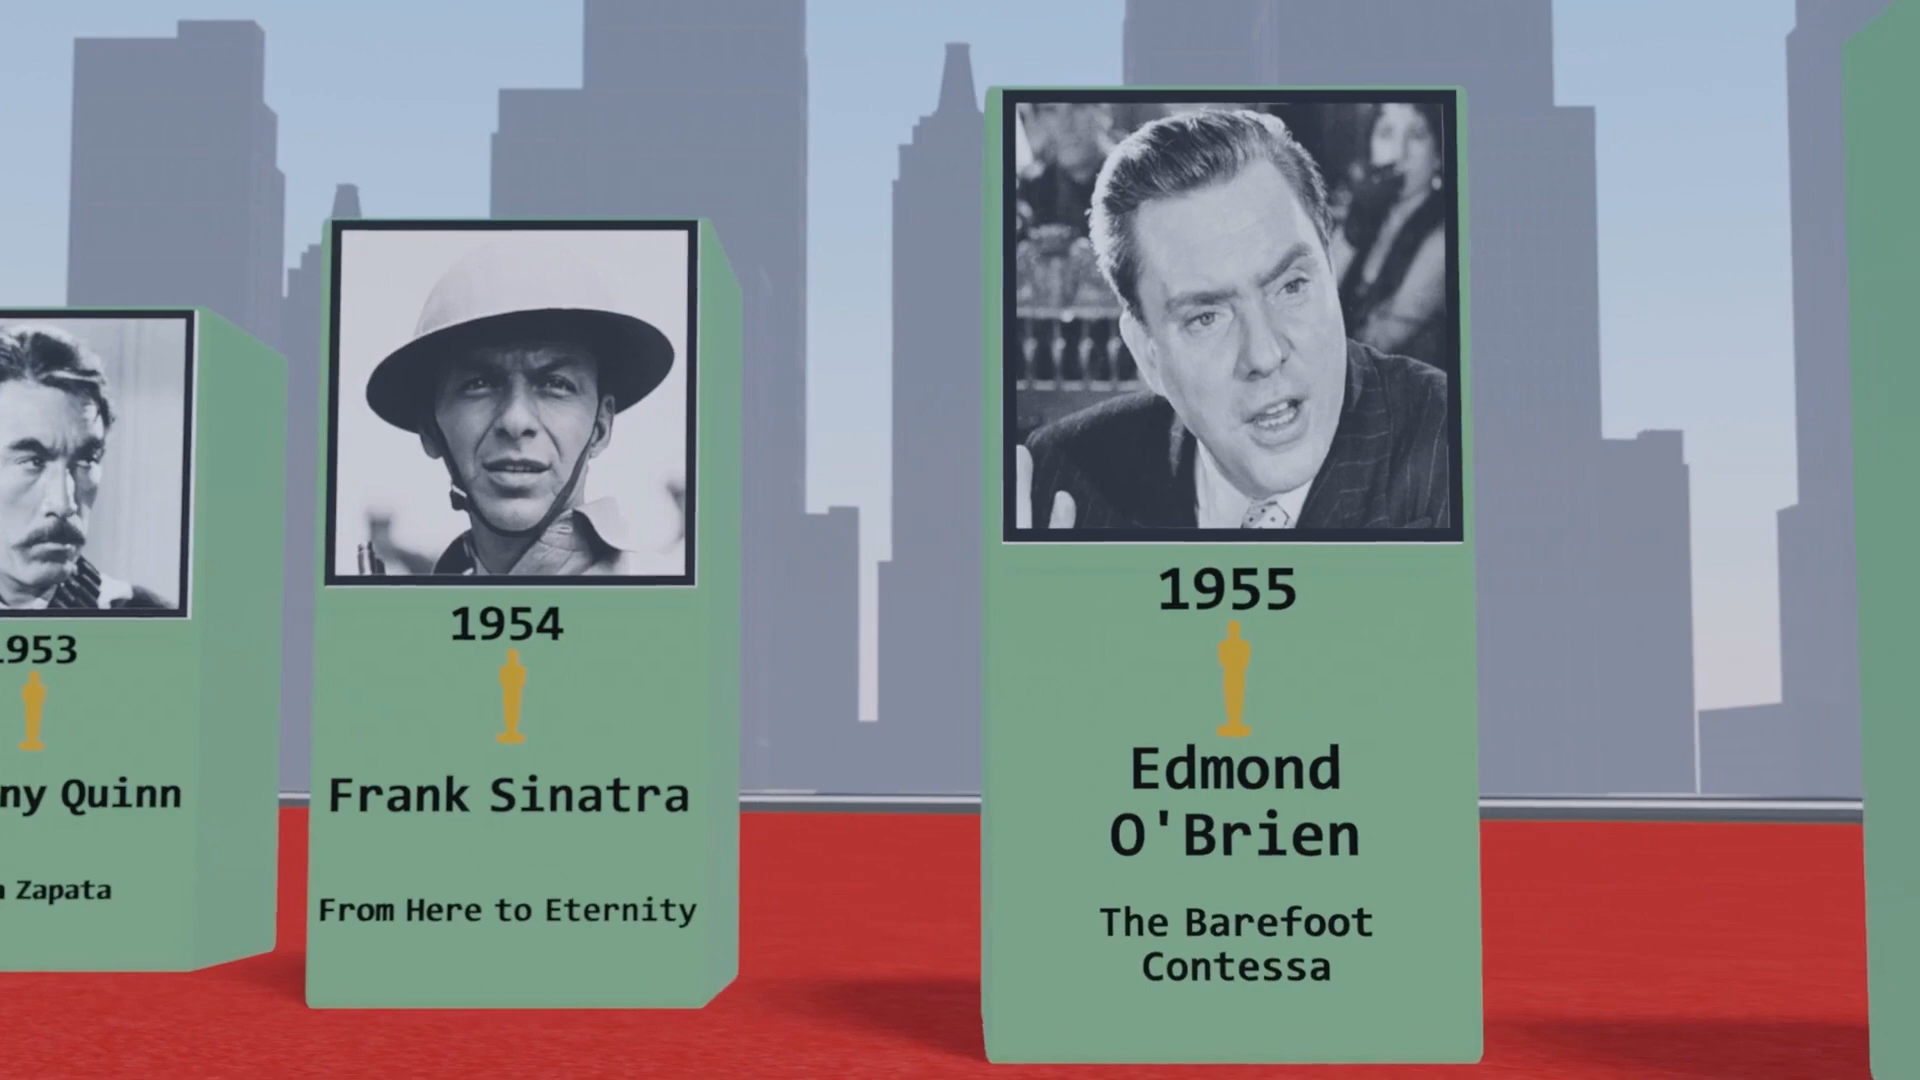 1953
ny Quinn
Zapata
1954
Frank Sinatra
From Here to Eternity
1955
Edmond
O'Brien
The Barefoot
Contessa